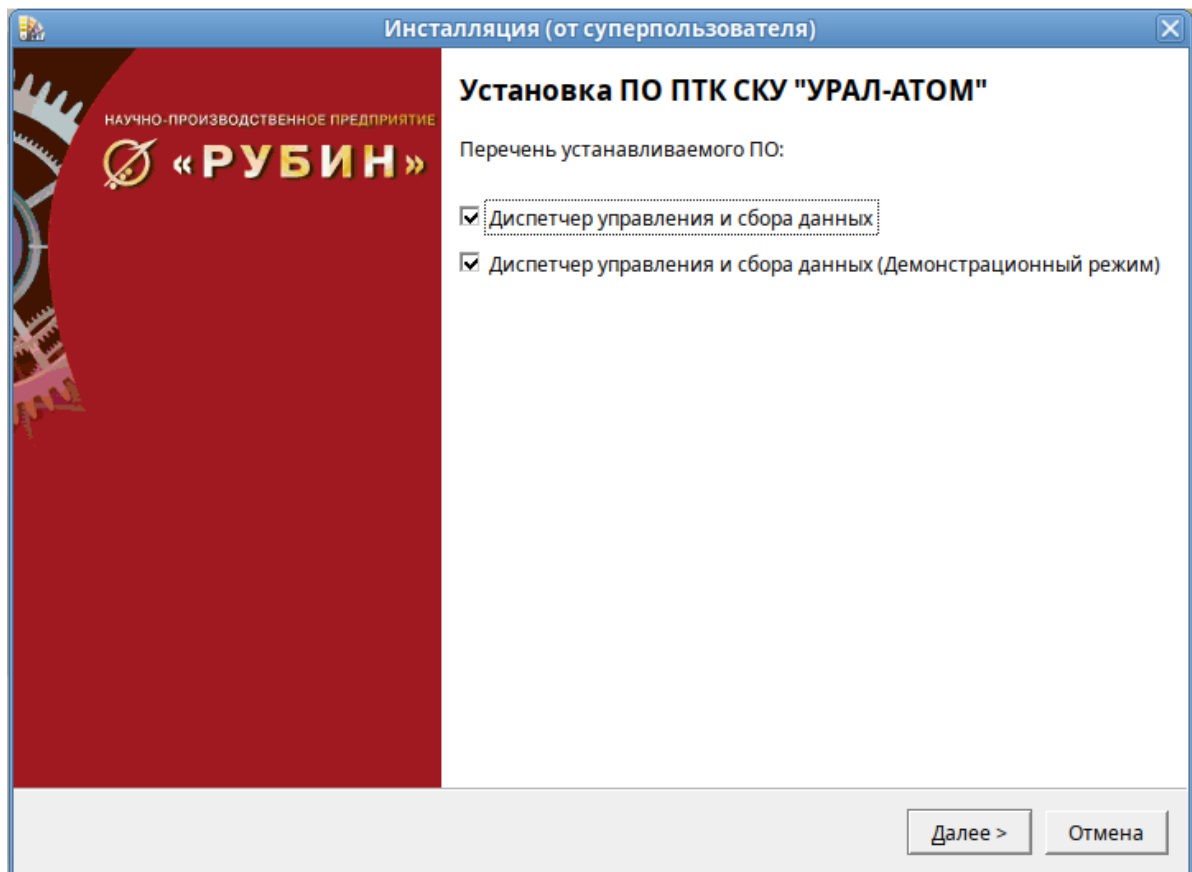 Инсталляция (от суперпользователя)
НАУЧНО-ПРОИЗВОДСТВЕННОЕ ПРЕДПРИЯТИЕ
«РУБИН»
Установка ПО ПТК СКУ "УРАЛ-АТОМ"
Перечень устанавливаемого ПО:
Диспетчер управления и сбора данных
Диспетчер управления и сбора данных (Демонстрационный режим)
Далее >
Отмена